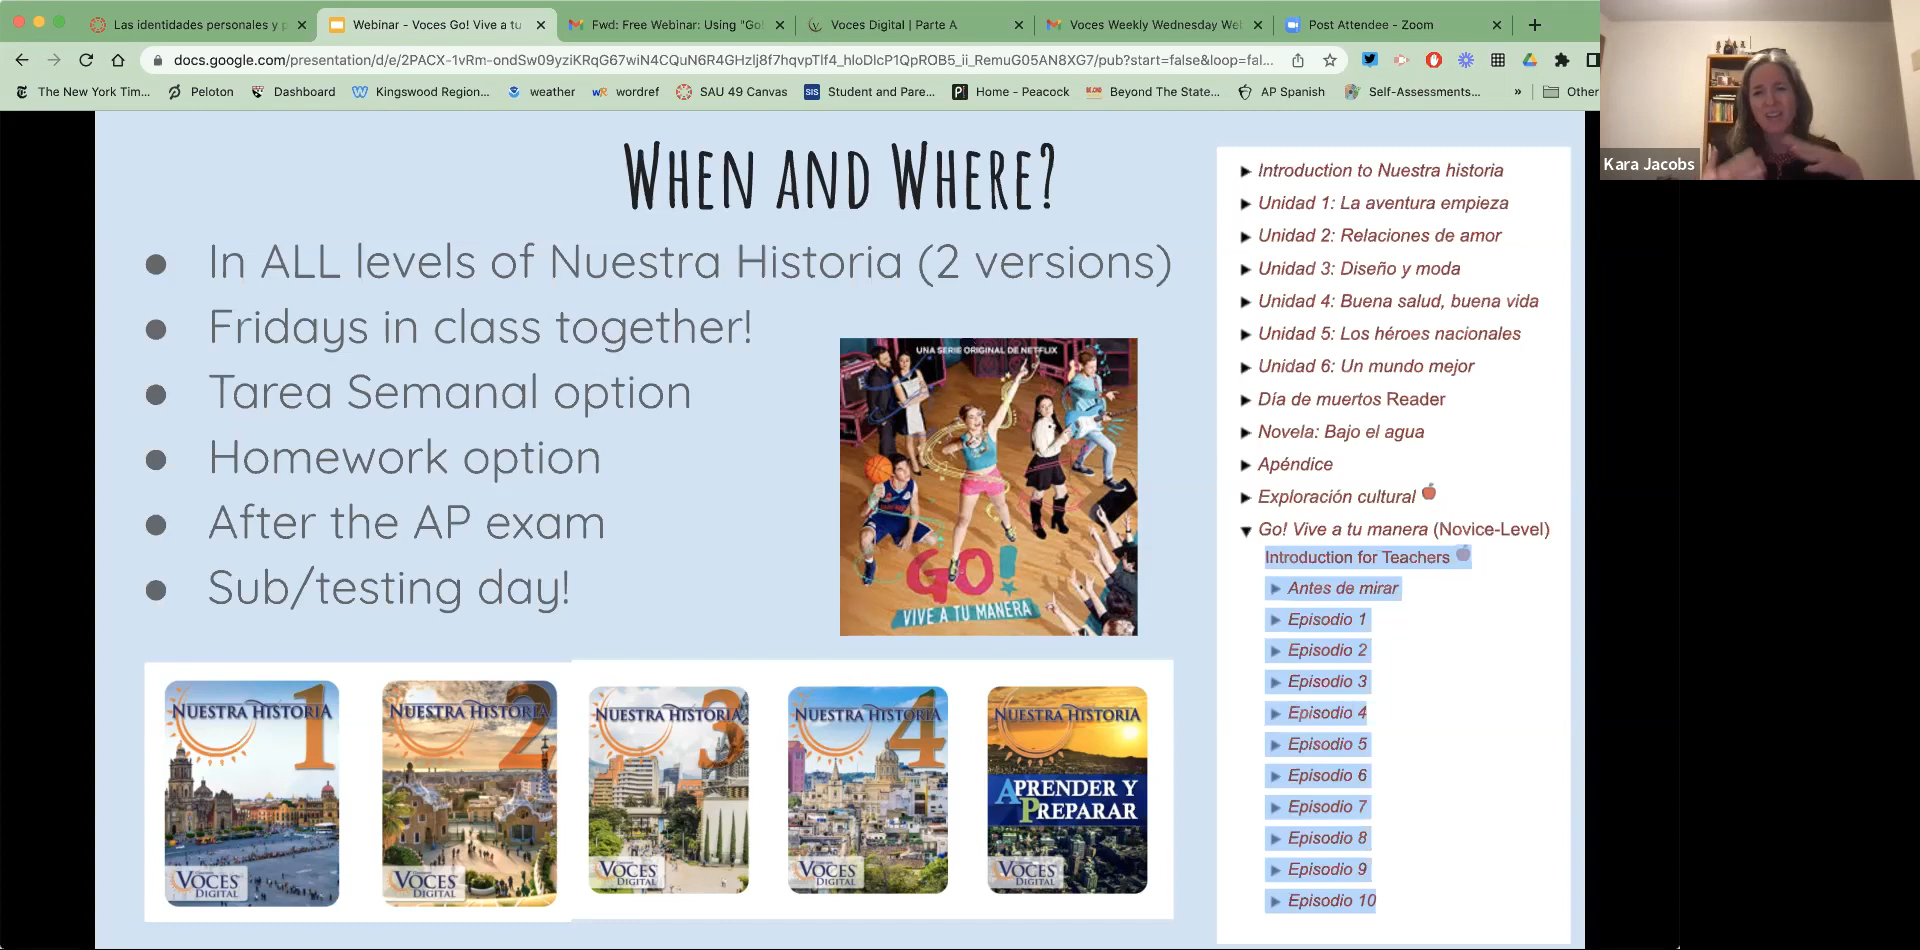 Las identidades personales y p
Webinar - Voces Go! Vive a tu
Fwd: Free Webinar: Using "Go!
Voces Digital | Parte A
Voces Weekly Wednesday Web
Post Attendee - Zoom
docs.google.com/presentation/d/e/2PACX-1vRm-ondSw09yziKRqG67wiN4CQuN6R4GHzlj8f7hqvpTlf4_hloDlcP1QpROB5_ii_RemuG05AN8XG7/pub?start=false&loop=fal...
The New York Tim...
Peloton
Dashboard
Kingswood Region...
weather
wordref
SAU 49 Canvas
SIS Student and Pare...
Home - Peacock
Beyond The State...
AP Spanish
Self-Assessments...
»
Other
Kara Jacobs
WHEN AND WHERE?
● In ALL levels of Nuestra Historia (2 versions)
● Fridays in class together!
● Tarea Semanal option
● Homework option
● After the AP exam
● Sub/testing day!
UNA SERIE ORIGINAL DE NETFLIX
GO!
VIVE A TU MANERA
NUESTRA HISTORIA 1
VOCES
DIGITAL
NUESTRA HISTORIA 2
VOCES
DIGITAL
NUESTRA HISTORIA 3
VOCES
DIGITAL
NUESTRA HISTORIA 4
VOCES
DIGITAL
NUESTRA HISTORIA
APRENDER Y
PREPARAR
VOCES
DIGITAL
Introduction to Nuestra historia
Unidad 1: La aventura empieza
Unidad 2: Relaciones de amor
Unidad 3: Diseño y moda
Unidad 4: Buena salud, buena vida
Unidad 5: Los héroes nacionales
Unidad 6: Un mundo mejor
Día de muertos Reader
Novela: Bajo el agua
Apéndice
Exploración cultural
Go! Vive a tu manera (Novice-Level)
Introduction for Teachers
Antes de mirar
Episodio 1
Episodio 2
Episodio 3
Episodio 4
Episodio 5
Episodio 6
Episodio 7
Episodio 8
Episodio 9
Episodio 10